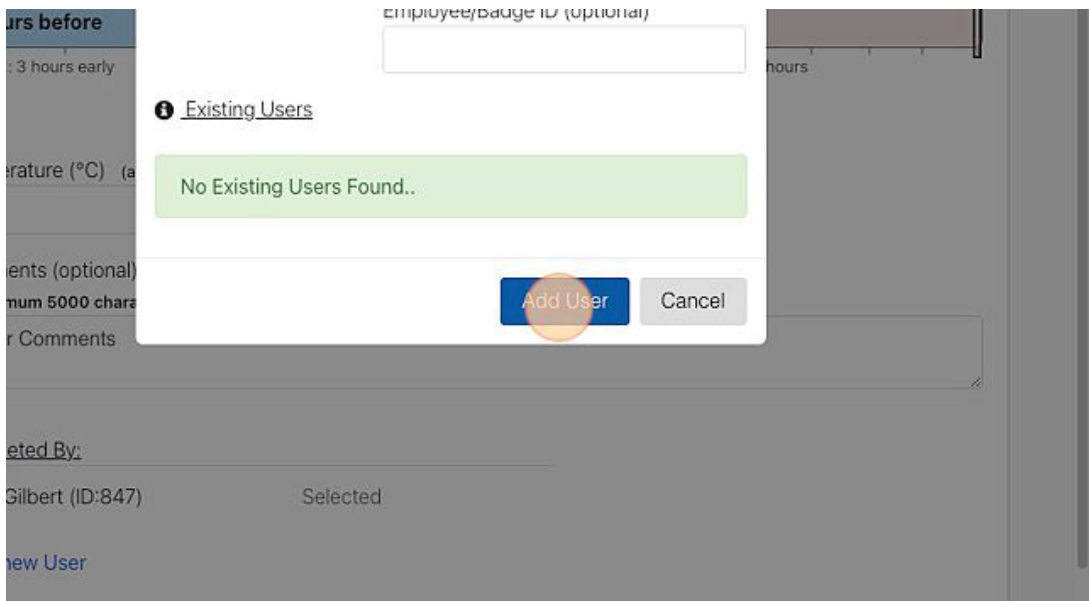 urs before
Employee/Badge ID (optional)
: 3 hours early
hours
Existing Users
erature (°C) (a
No Existing Users Found..
ents (optional)
mum 5000 chara
Add User
Cancel
r Comments
eted By:
Gilbert (ID:847)
Selected
new User